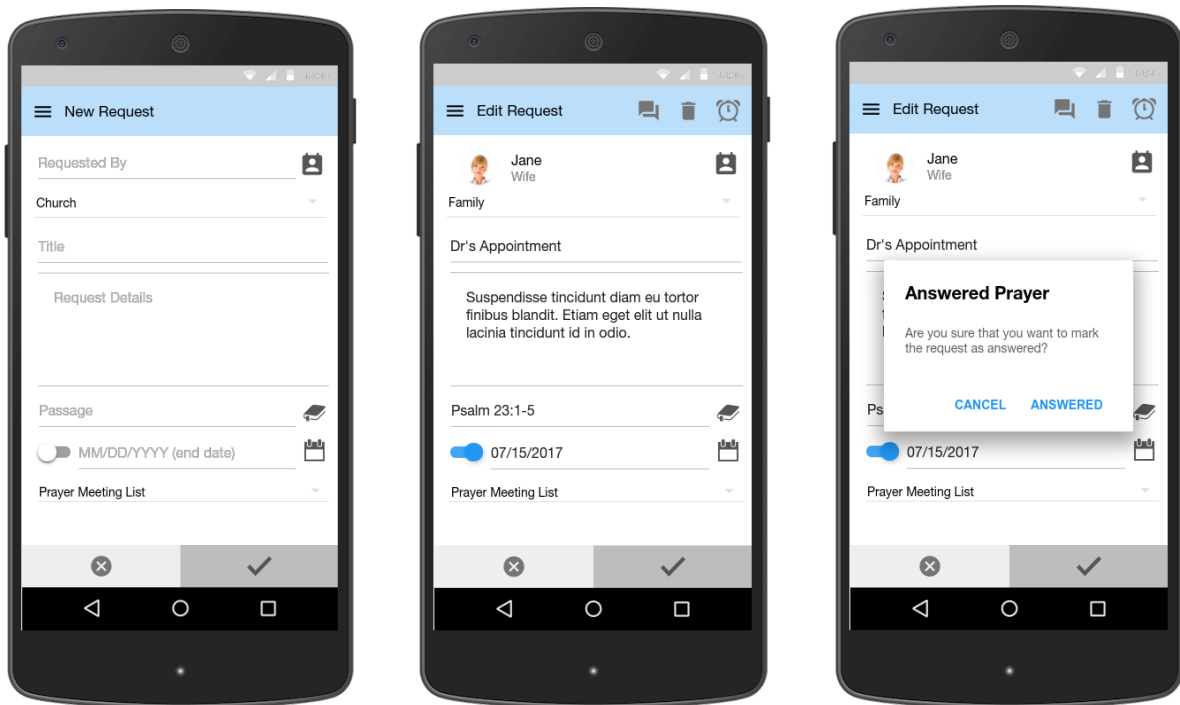 New Request
Requested By
Church
Title
Request Details
Passage
MM/DD/YYYY (end date)
Prayer Meeting List
Edit Request
Jane
Wife
Family
Dr's Appointment
Suspendisse tincidunt diam eu tortor
finibus blandit. Etiam eget elit ut nulla
lacinia tincidunt id in odio.
Psalm 23:1-5
07/15/2017
Prayer Meeting List
Edit Request
Jane
Wife
Family
Dr's Appointment
Answered Prayer
Are you sure that you want to mark
the request as answered?
CANCEL ANSWERED
Ps
07/15/2017
Prayer Meeting List